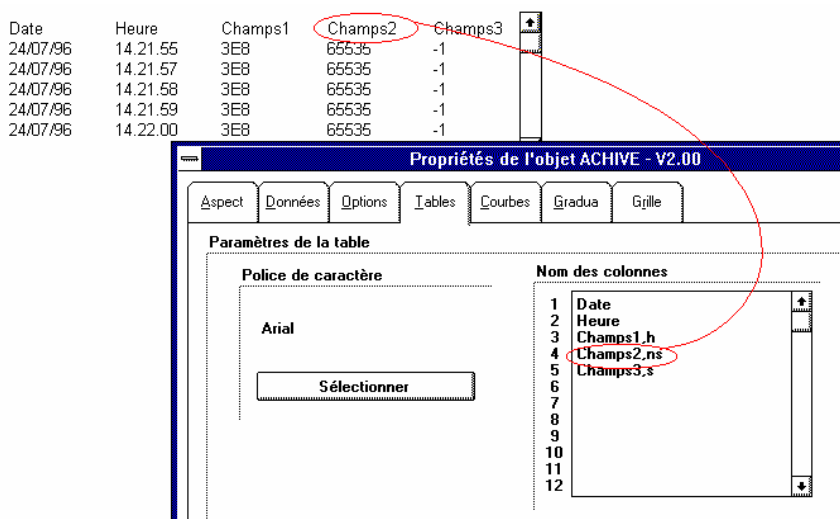 Date Heure Champs1 Champs2 Champs3
24/07/96 14.21.55 3E8 65535 -1
24/07/96 14.21.57 3E8 65535 -1
24/07/96 14.21.58 3E8 65535 -1
24/07/96 14.21.59 3E8 65535 -1
24/07/96 14.22.00 3E8 65535 -1
Propriétés de l'objet ACHIVE - V2.00
Aspect Données Options Tables Courbes Gradua Grille
Paramètres de la table
Police de caractère
Arial
Sélectionner
Nom des colonnes
1 Date
2 Heure
3 Champs1,h
4 Champs2,ns
5 Champs3,s
6
7
8
9
10
11
12